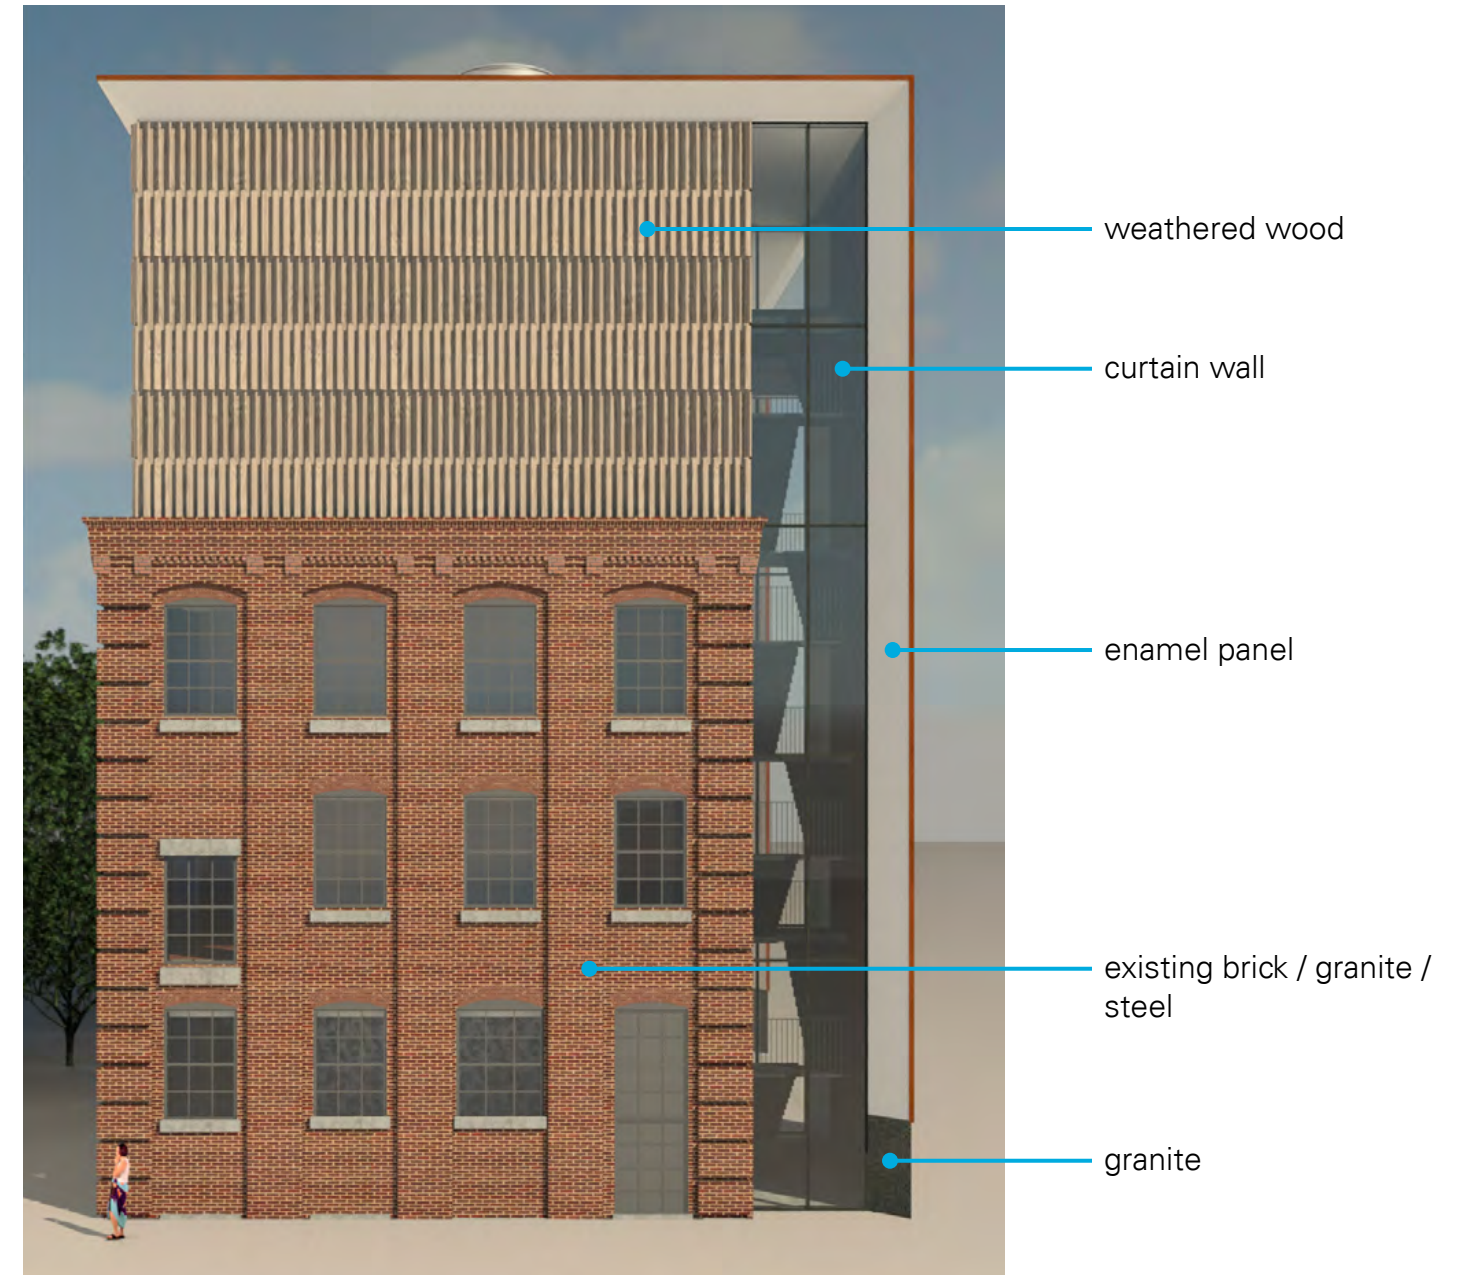 weathered wood
curtain wall
enamel panel
existing brick / granite /
steel
granite